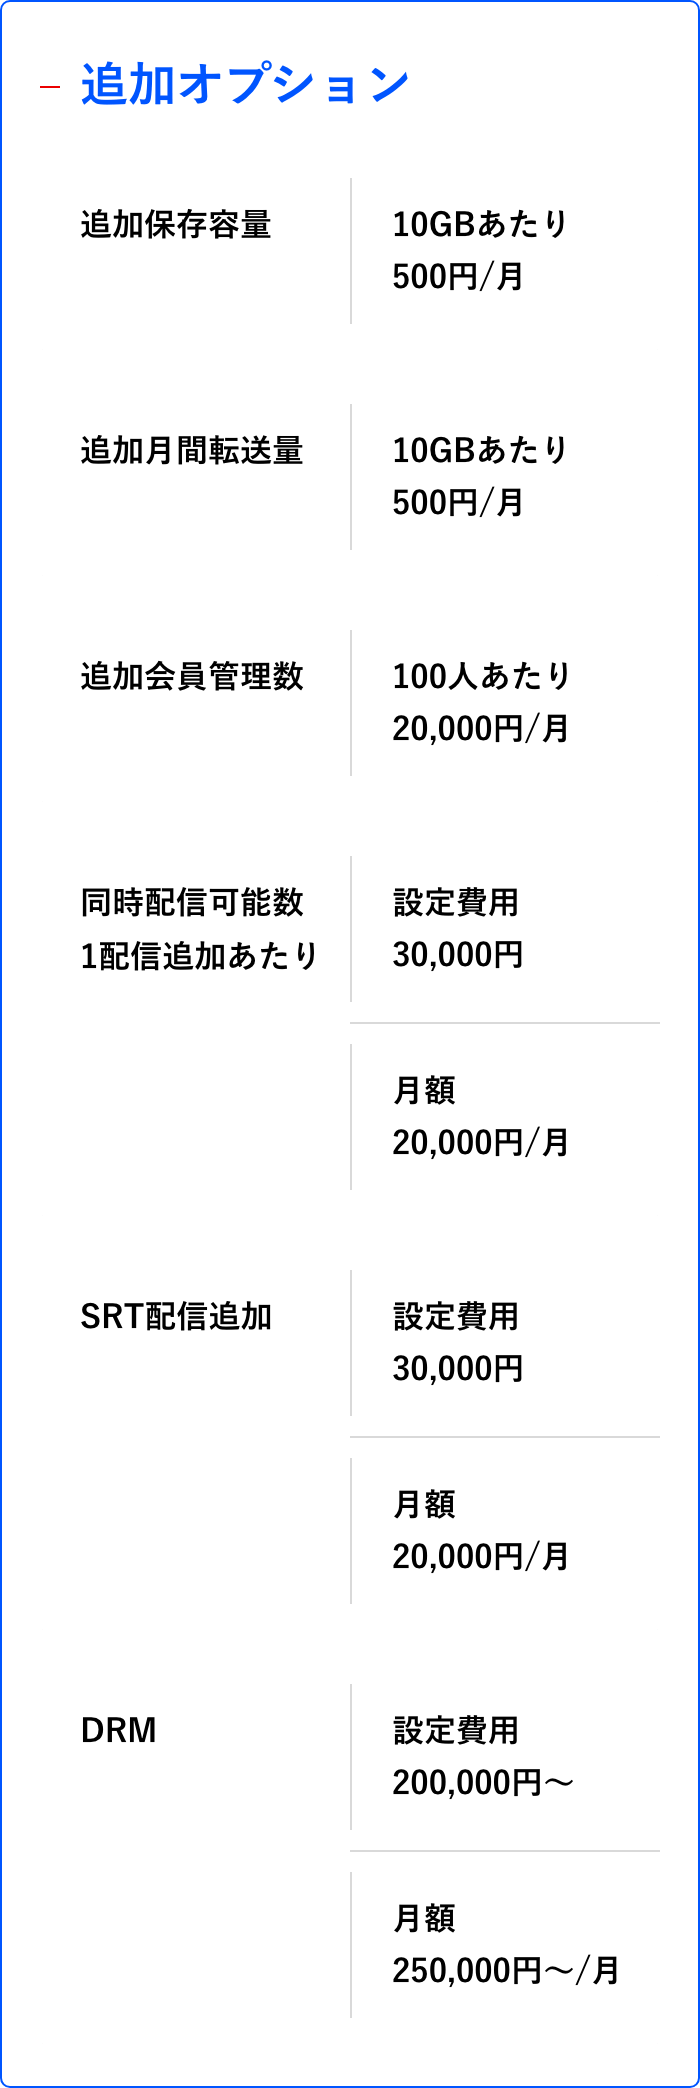 追加オプション
追加保存容量
10GBあたり
500円/月
追加月間転送量
10GBあたり
500円/月
追加会員管理数
100人あたり
20,000円/月
同時配信可能数
1配信追加あたり
設定費用
30,000円
月額
20,000円/月
SRT配信追加
設定費用
30,000円
月額
20,000円/月
DRM
設定費用
200,000円〜
月額
250,000円〜/月